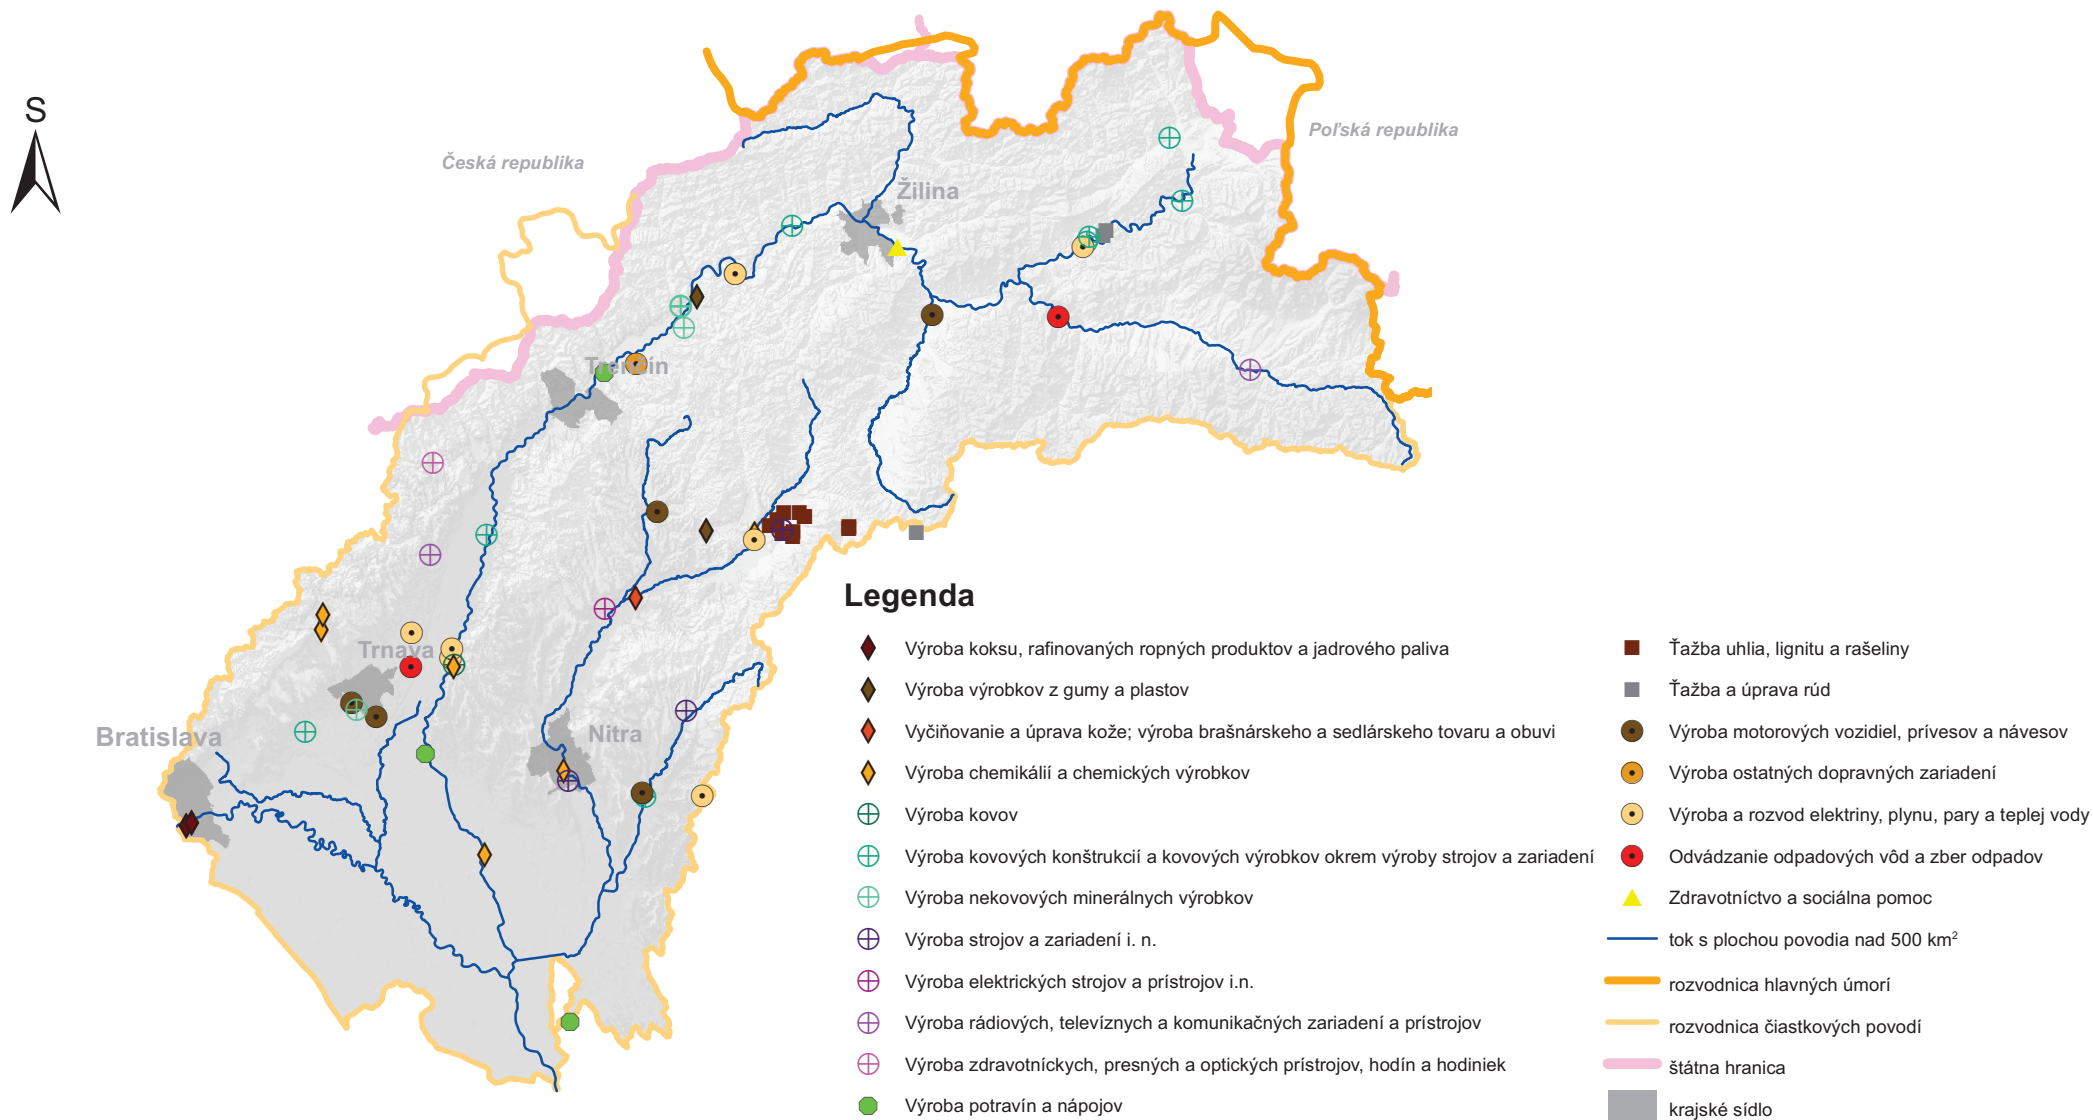 S
Česká republika
Poľská republika
Žilina
Trenčín
Trnava
Nitra
Bratislava
Legenda
Výroba koksu, rafinovaných ropných produktov a jadrového paliva
Výroba výrobkov z gumy a plastov
Vyčiňovanie a úprava kože; výroba brašnárskeho a sedlárskeho tovaru a obuvi
Výroba chemikálií a chemických výrobkov
Výroba kovov
Výroba kovových konštrukcií a kovových výrobkov okrem výroby strojov a zariadení
Výroba nekovových minerálnych výrobkov
Výroba strojov a zariadení i. n.
Výroba elektrických strojov a prístrojov i.n.
Výroba rádiových, televíznych a komunikačných zariadení a prístrojov
Výroba zdravotníckych, presných a optických prístrojov, hodín a hodiniek
Výroba potravín a nápojov
Ťažba uhlia, lignitu a rašeliny
Ťažba a úprava rúd
Výroba motorových vozidiel, prívesov a návesov
Výroba ostatných dopravných zariadení
Výroba a rozvod elektriny, plynu, pary a teplej vody
Odvádzanie odpadových vôd a zber odpadov
Zdravotníctvo a sociálna pomoc
tok s plochou povodia nad 500 km²
rozvodnica hlavných úmorí
rozvodnica čiastkových povodí
štátna hranica
krajské sídlo